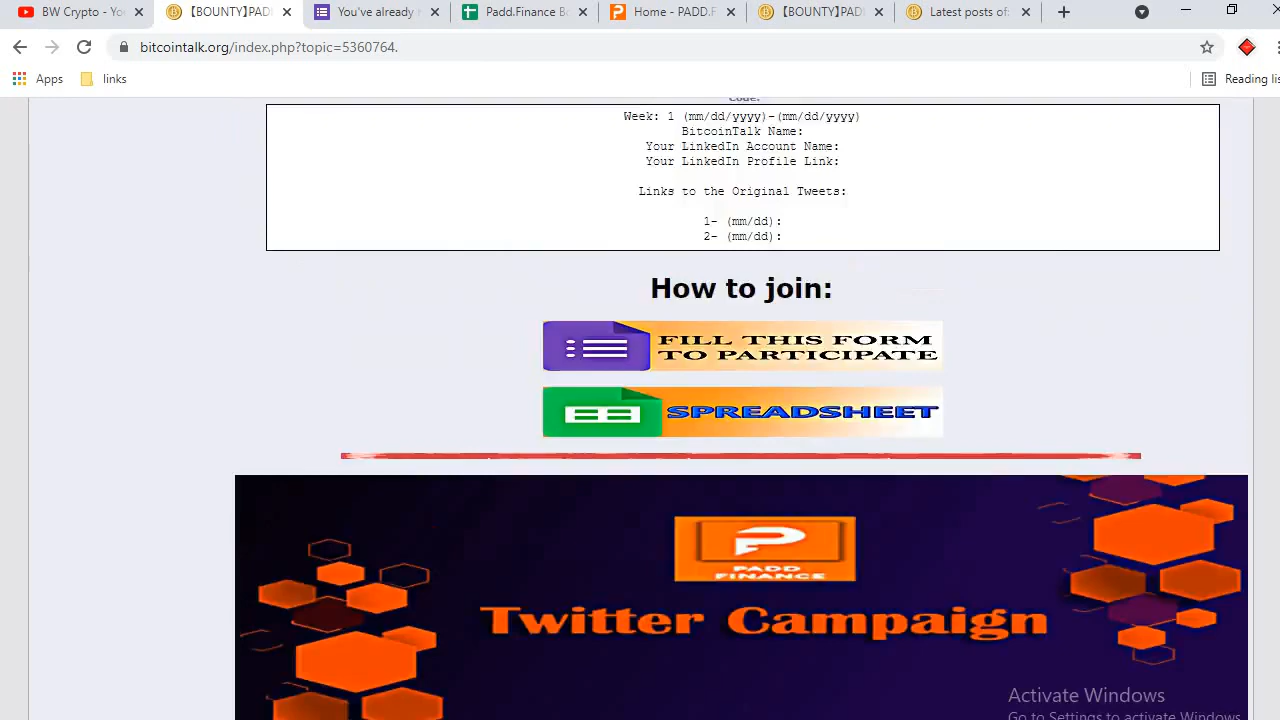 BW Crypto - Yo
【BOUNTY】PAD
You've already r
Padd.Finance B
Home - PADD.F
【BOUNTY】PAD
Latest posts of:
bitcointalk.org/index.php?topic=5360764.
Apps
links
Reading lis
Code:
Week: 1 (mm/dd/yyyy)-(mm/dd/yyyy)
BitcoinTalk Name:
Your LinkedIn Account Name:
Your LinkedIn Profile Link:
Links to the Original Tweets:
1- (mm/dd):
2- (mm/dd):
How to join:
FILL THIS FORM
TO PARTICIPATE
SPREADSHEET
PADD
FINANCE
Twitter Campaign
Activate Windows
Go to Settings to activate Windows.